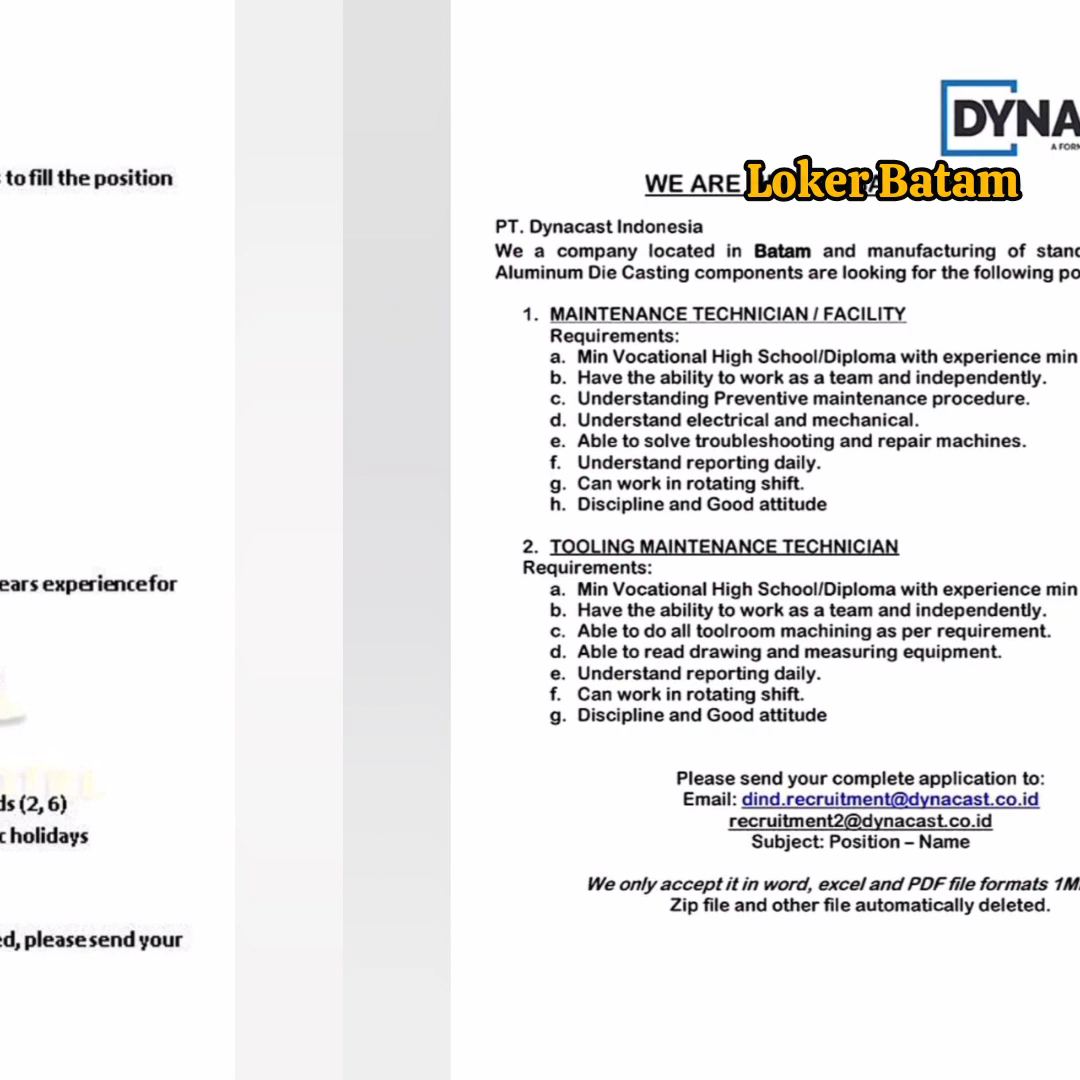 to fill the position
experience for
(2, 6)
holidays
please send your
DYNA
A FORM
Loker Batam
WE ARE
PT. Dynacast Indonesia
We a company located in Batam and manufacturing of
Aluminum Die Casting components are looking for the following
1. MAINTENANCE TECHNICIAN / FACILITY
Requirements:
a. Min Vocational High School/Diploma with experience min
b. Have the ability to work as a team and independently.
c. Understanding Preventive maintenance procedure.
d. Understand electrical and mechanical.
e. Able to solve troubleshooting and repair machines.
f. Understand reporting daily.
g. Can work in rotating shift.
h. Discipline and Good attitude
2. TOOLING MAINTENANCE TECHNICIAN
Requirements:
a. Min Vocational High School/Diploma with experience min
b. Have the ability to work as a team and independently.
c. Able to do all toolroom machining as per requirement.
d. Able to read drawing and measuring equipment.
e. Understand reporting daily.
f. Can work in rotating shift.
g. Discipline and Good attitude
Please send your complete application to:
Email: dind.recruitment@dynacast.co.id
recruitment2@dynacast.co.id
Subject: Position – Name
We only accept it in word, excel and PDF file formats
Zip file and other file automatically deleted.